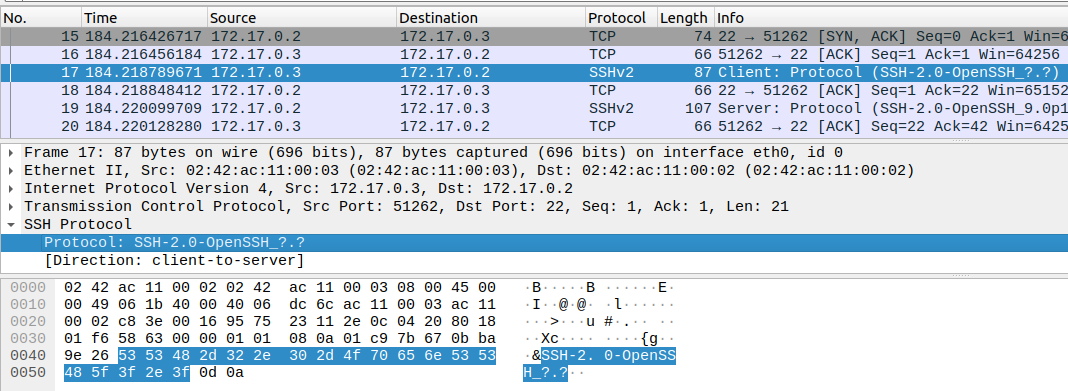 No. Time Source Destination Protocol Length Info
15 184.216426717 172.17.0.2 172.17.0.3 TCP 74 22 → 51262 [SYN, ACK] Seq=0 Ack=1 Win=6
16 184.216456184 172.17.0.3 172.17.0.2 TCP 66 51262 → 22 [ACK] Seq=1 Ack=1 Win=64256
17 184.218789671 172.17.0.3 172.17.0.2 SSHv2 87 Client: Protocol (SSH-2.0-OpenSSH_?.?)
18 184.218848412 172.17.0.2 172.17.0.3 TCP 66 22 → 51262 [ACK] Seq=1 Ack=22 Win=65152
19 184.220099709 172.17.0.2 172.17.0.3 SSHv2 107 Server: Protocol (SSH-2.0-OpenSSH_9.0p1
20 184.220128280 172.17.0.3 172.17.0.2 TCP 66 51262 → 22 [ACK] Seq=22 Ack=42 Win=6425
Frame 17: 87 bytes on wire (696 bits), 87 bytes captured (696 bits) on interface eth0, id 0
Ethernet II, Src: 02:42:ac:11:00:03 (02:42:ac:11:00:03), Dst: 02:42:ac:11:00:02 (02:42:ac:11:00:02)
Internet Protocol Version 4, Src: 172.17.0.3, Dst: 172.17.0.2
Transmission Control Protocol, Src Port: 51262, Dst Port: 22, Seq: 1, Ack: 1, Len: 21
SSH Protocol
Protocol: SSH-2.0-OpenSSH_?.?
[Direction: client-to-server]
0000 02 42 ac 11 00 02 02 42 ac 11 00 03 08 00 45 00 ·B·····B ······E·
0010 00 49 06 1b 40 00 40 06 dc 6c ac 11 00 03 ac 11 ·I··@·@· ·l······
0020 00 02 c8 3e 00 16 95 75 23 11 2e 0c 04 20 80 18 ···>···u #·.·· ··
0030 01 f6 58 63 00 00 01 01 08 0a 01 c9 7b 67 0b ba ··Xc···· ····{g··
0040 9e 26 53 53 48 2d 32 2e 30 2d 4f 70 65 6e 53 53 ·&SSH-2. 0-OpenSS
0050 48 5f 3f 2e 3f 0d 0a H_?.?··